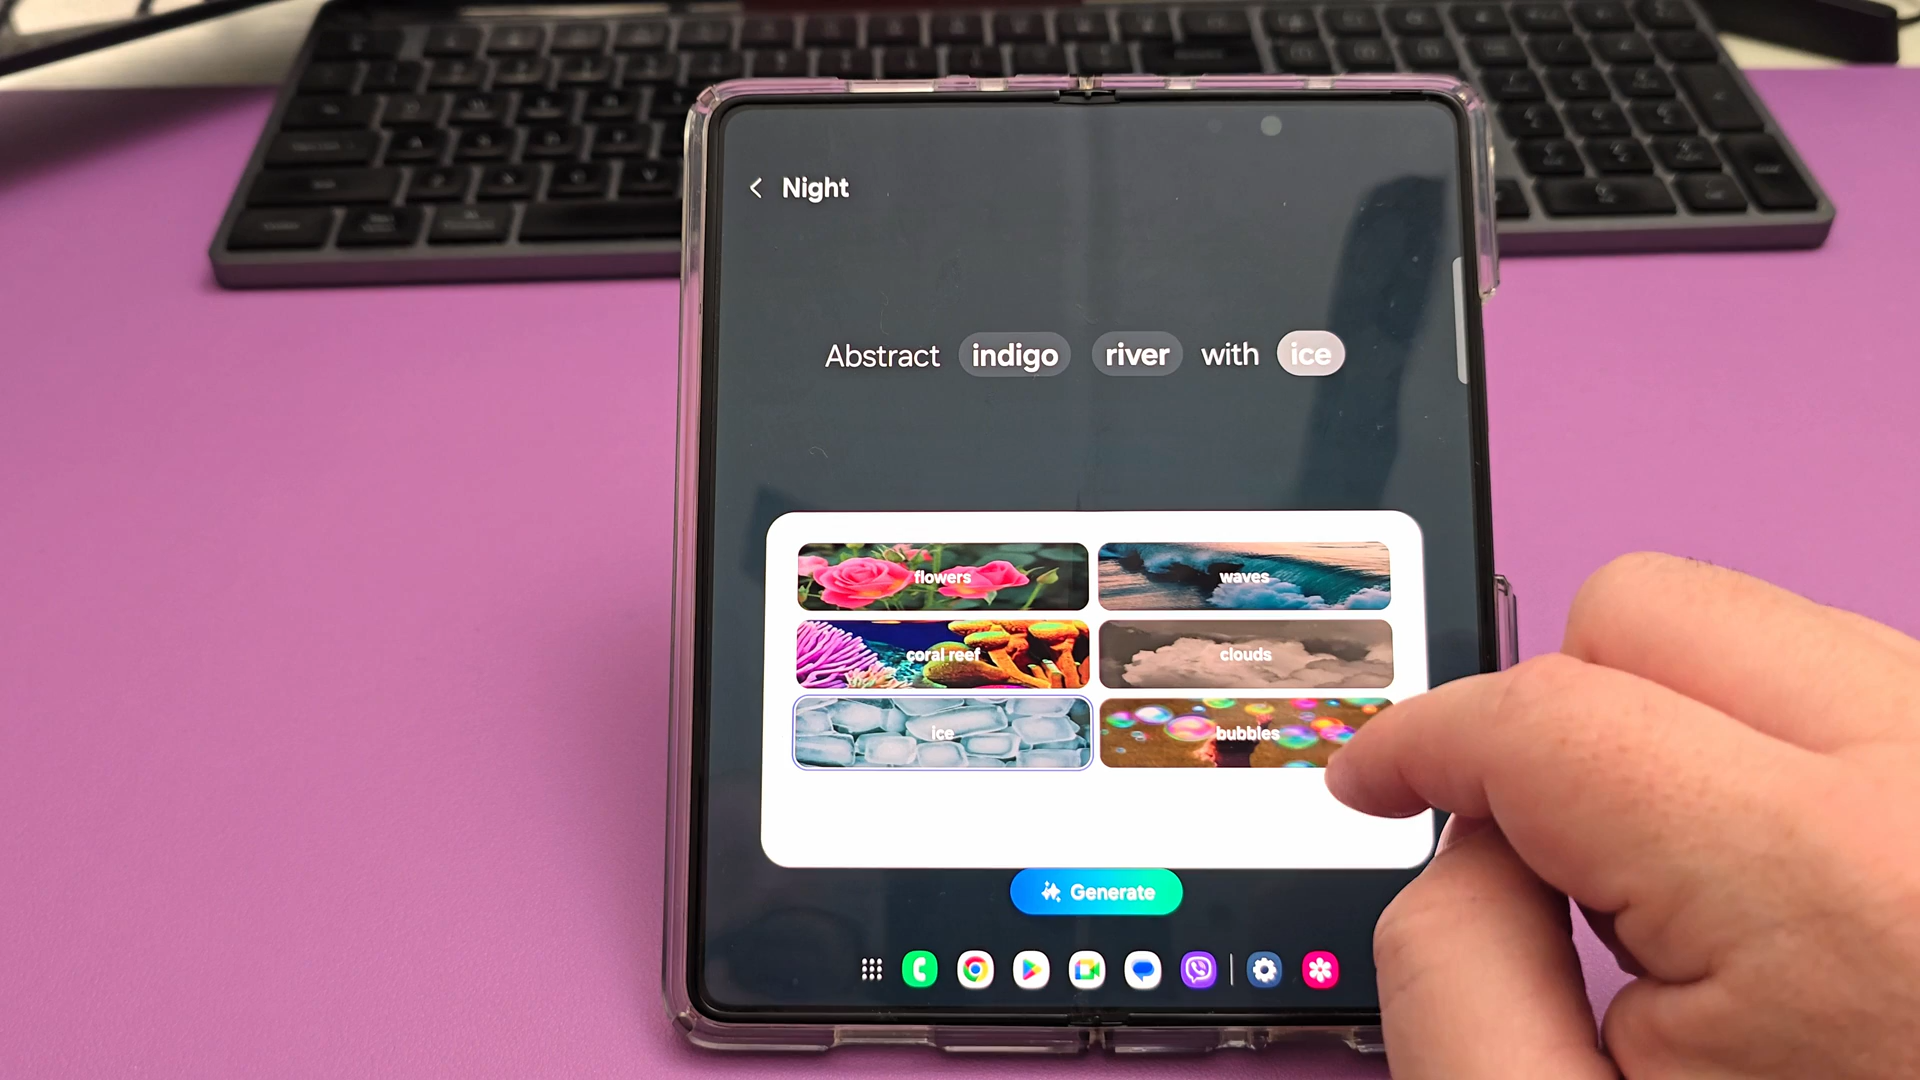 Night
Abstract indigo river with ice
flowers
waves
coral reef
clouds
ice
bubbles
Generate